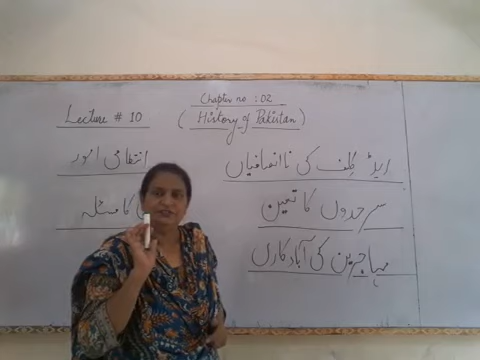 Chapter no : 02
Lecture # 10
( History of Pakistan )
ریڈ کلف کی ناانصافیاں
انتظامی امور
سرحدوں کا تعین
کا مسئلہ
مہاجرین کی آبادکاری